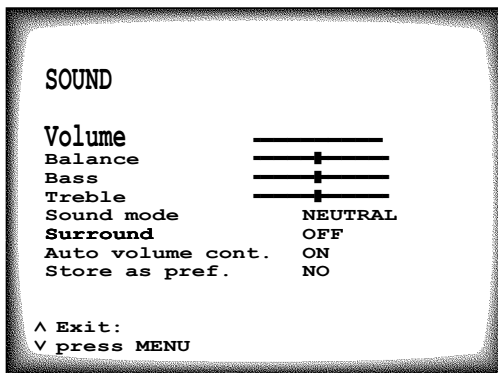 SOUND
Volume
Balance
Bass
Treble
Sound mode NEUTRAL
Surround OFF
Auto volume cont. ON
Store as pref. NO
∧ Exit:
∨ press MENU